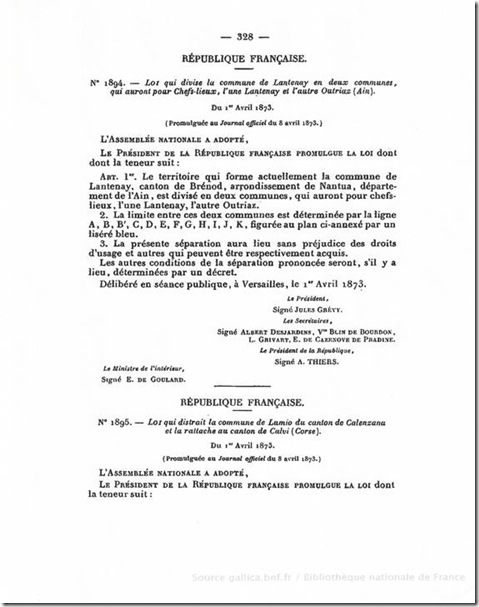 — 328 —
RÉPUBLIQUE FRANÇAISE.
N° 1894. — LOI qui divise la commune de Lantenay en deux communes,
qui auront pour Chefs-lieux, l'une Lantenay et l'autre Outriaz (Ain).
Du 1er Avril 1873.
(Promulguée au Journal officiel du 8 avril 1873.)
L'ASSEMBLÉE NATIONALE A ADOPTÉ,
LE PRÉSIDENT DE LA RÉPUBLIQUE FRANÇAISE PROMULGUE LA LOI dont
dont la teneur suit :
ART. 1er. Le territoire qui forme actuellement la commune de
Lantenay, canton de Brénod, arrondissement de Nantua, départe-
ment de l'Ain, est divisé en deux communes, qui auront pour chefs-
lieux, l'une Lantenay, l'autre Outriaz.
2. La limite entre ces deux communes est déterminée par la ligne
A, B, B', C, D, E, F, G, H, I, J, K, figurée au plan ci-annexé par un
liséré bleu.
3. La présente séparation aura lieu sans préjudice des droits
d'usage et autres qui peuvent être respectivement acquis.
Les autres conditions de la séparation prononcée seront, s'il y a
lieu, déterminées par un décret.
Délibéré en séance publique, à Versailles, le 1er Avril 1873.
Le Président,
Signé JULES GRÉVY.
Les Secrétaires,
Signé ALBERT DESJARDINS, Vte BLIN DE BOURDON,
L. GRIVART, E. DE CAZENOVE DE PRADINE.
Le Président de la République,
Signé A. THIERS.
Le Ministre de l'intérieur,
Signé E. DE GOULARD.
RÉPUBLIQUE FRANÇAISE.
N° 1895. — LOI qui distrait la commune de Lumio du canton de Calenzana
et la rattache au canton de Calvi (Corse).
Du 1er Avril 1873.
(Promulguée au Journal officiel du 8 avril 1873.)
L'ASSEMBLÉE NATIONALE A ADOPTÉ,
LE PRÉSIDENT DE LA RÉPUBLIQUE FRANÇAISE PROMULGUE LA LOI dont
la teneur suit :
Source gallica.bnf.fr / Bibliothèque nationale de France